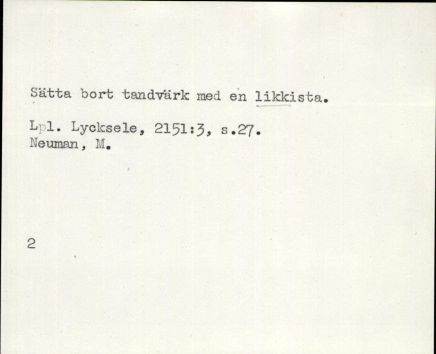 Sätta bort tandvärk med en likkista.
Lpl. Lycksele, 2151:3, s.27.
Neuman, M.
2